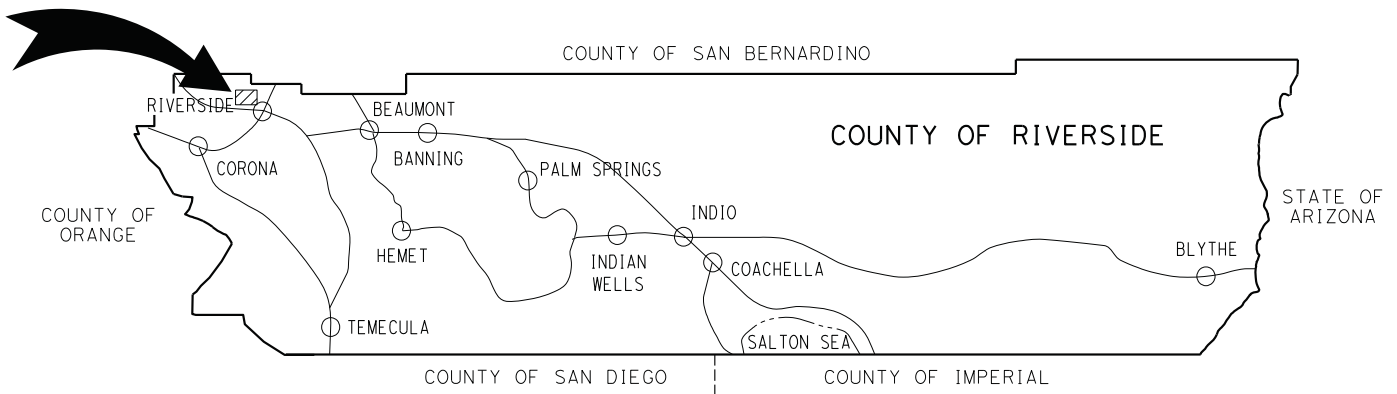 COUNTY OF SAN BERNARDINO
RIVERSIDE
BEAUMONT
COUNTY OF RIVERSIDE
BANNING
CORONA
PALM SPRINGS
COUNTY OF
ORANGE
STATE OF
ARIZONA
INDIO
HEMET
INDIAN
WELLS
COACHELLA
BLYTHE
TEMECULA
SALTON SEA
COUNTY OF SAN DIEGO
COUNTY OF IMPERIAL